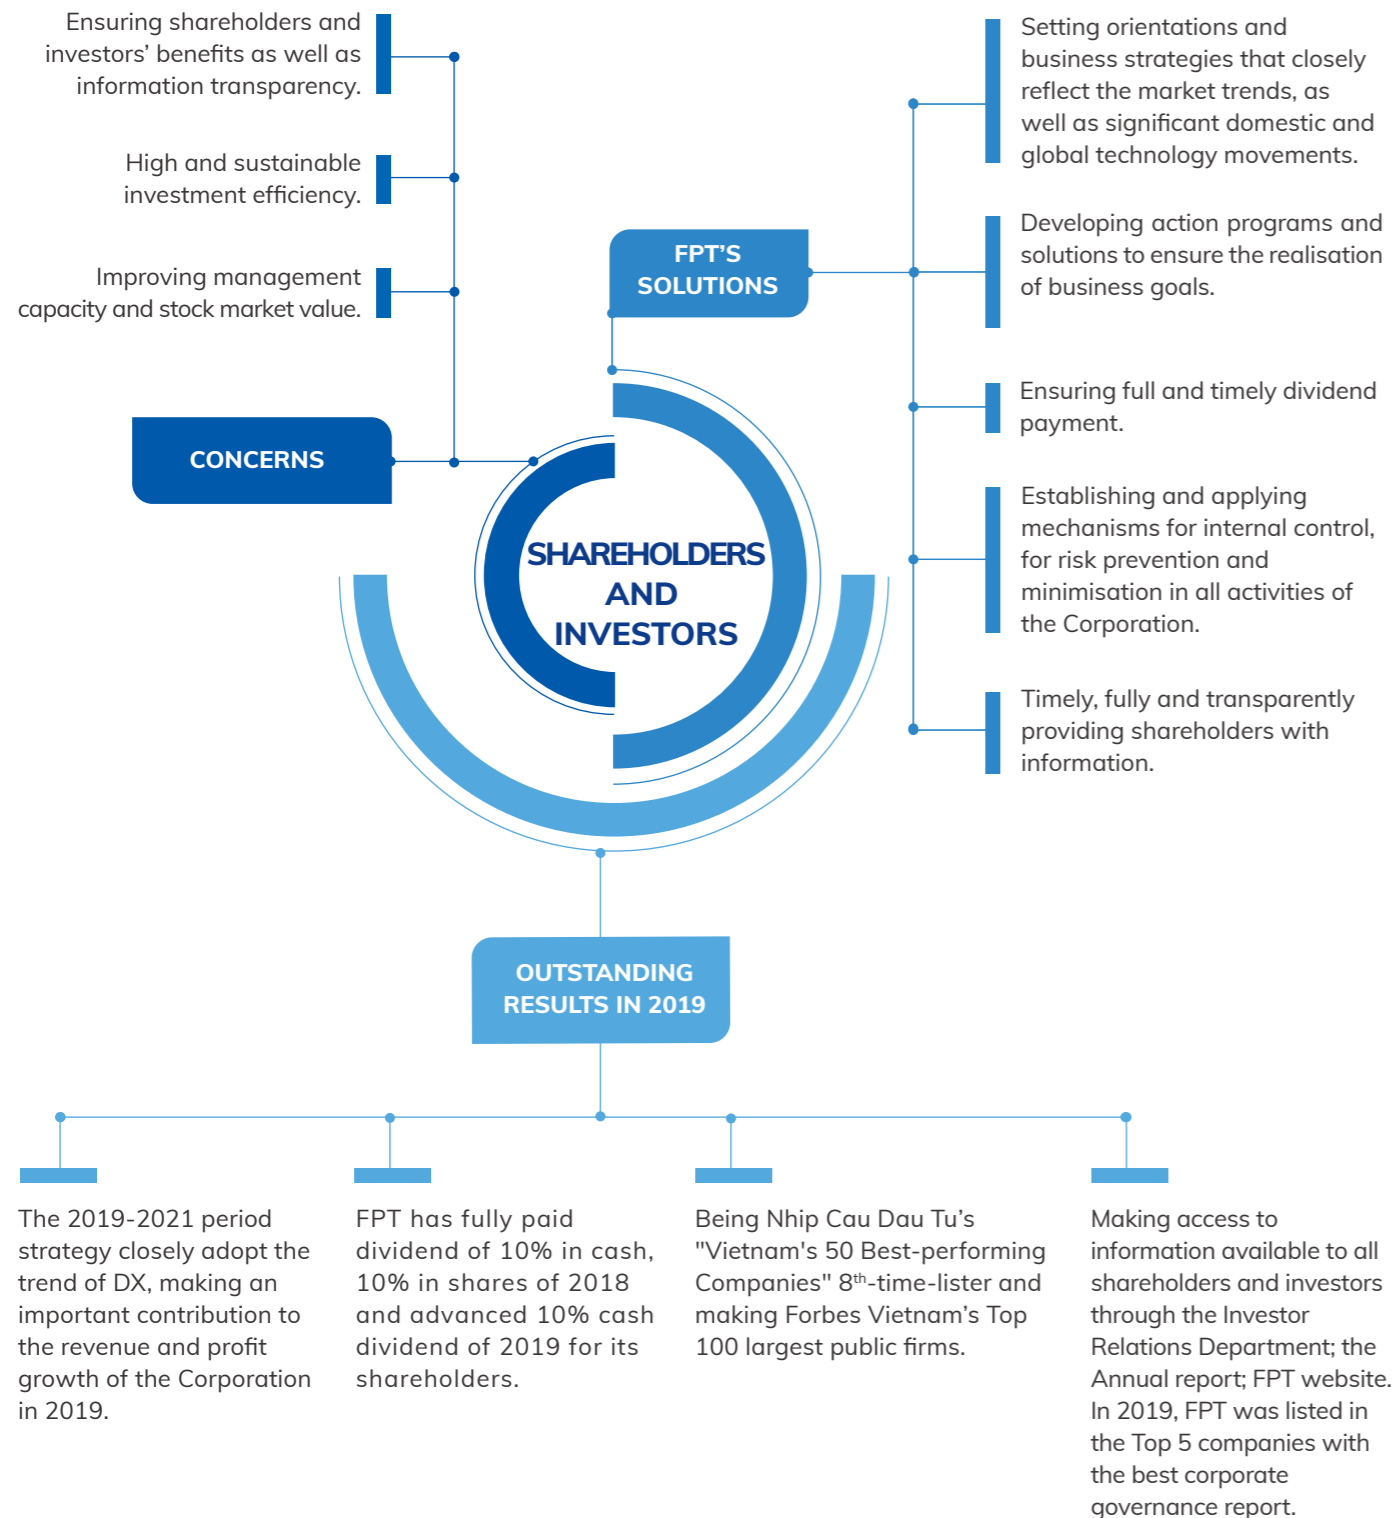 Ensuring shareholders and
investors’ benefits as well as
information transparency.
High and sustainable
investment efficiency.
Improving management
capacity and stock market value.
CONCERNS
FPT’S
SOLUTIONS
Setting orientations and
business strategies that closely
reflect the market trends, as
well as significant domestic and
global technology movements.
Developing action programs and
solutions to ensure the realisation
of business goals.
Ensuring full and timely dividend
payment.
Establishing and applying
mechanisms for internal control,
for risk prevention and
minimisation in all activities of
the Corporation.
Timely, fully and transparently
providing shareholders with
information.
SHAREHOLDERS
AND
INVESTORS
OUTSTANDING
RESULTS IN 2019
The 2019-2021 period
strategy closely adopt the
trend of DX, making an
important contribution to
the revenue and profit
growth of the Corporation
in 2019.
FPT has fully paid
dividend of 10% in cash,
10% in shares of 2018
and advanced 10% cash
dividend of 2019 for its
shareholders.
Being Nhip Cau Dau Tu’s
"Vietnam's 50 Best-performing
Companies" 8th-time-lister and
making Forbes Vietnam’s Top
100 largest public firms.
Making access to
information available to all
shareholders and investors
through the Investor
Relations Department; the
Annual report; FPT website.
In 2019, FPT was listed in
the Top 5 companies with
the best corporate
governance report.